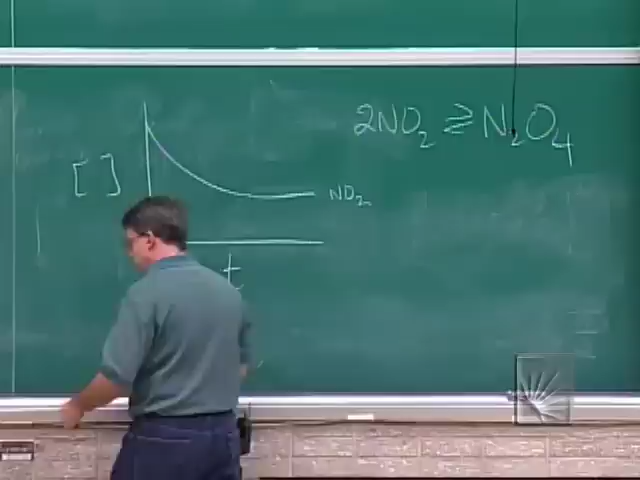 2NO₂ ⇄ N₂O₄
[ ]
NO₂
t